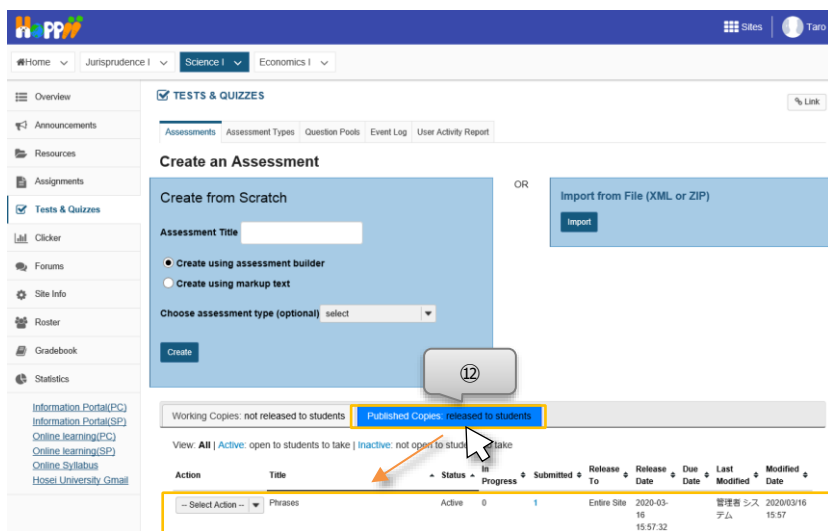 Hoppii
Sites
Taro
Home
Jurisprudence I
Science I
Economics I
Overview
Announcements
Resources
Assignments
Tests & Quizzes
Clicker
Forums
Site Info
Roster
Gradebook
Statistics
Information Portal(PC)
Information Portal(SP)
Online learning(PC)
Online learning(SP)
Online Syllabus
Hosei University Gmail
TESTS & QUIZZES
Link
Assessments Assessment Types Question Pools Event Log User Activity Report
Create an Assessment
Create from Scratch
Assessment Title
Create using assessment builder
Create using markup text
Choose assessment type (optional) select
Create
OR
Import from File (XML or ZIP)
Import
⑫
Working Copies: not released to students
Published Copies: released to students
View: All | Active: open to students to take | Inactive: not open to students to take
Action Title Status In Progress Submitted Release To Release Date Due Date Last Modified Modified Date
-- Select Action -- Phrases Active 0 1 Entire Site 2020-03-16 15:57:32 管理者 システム 2020/03/16 15:57